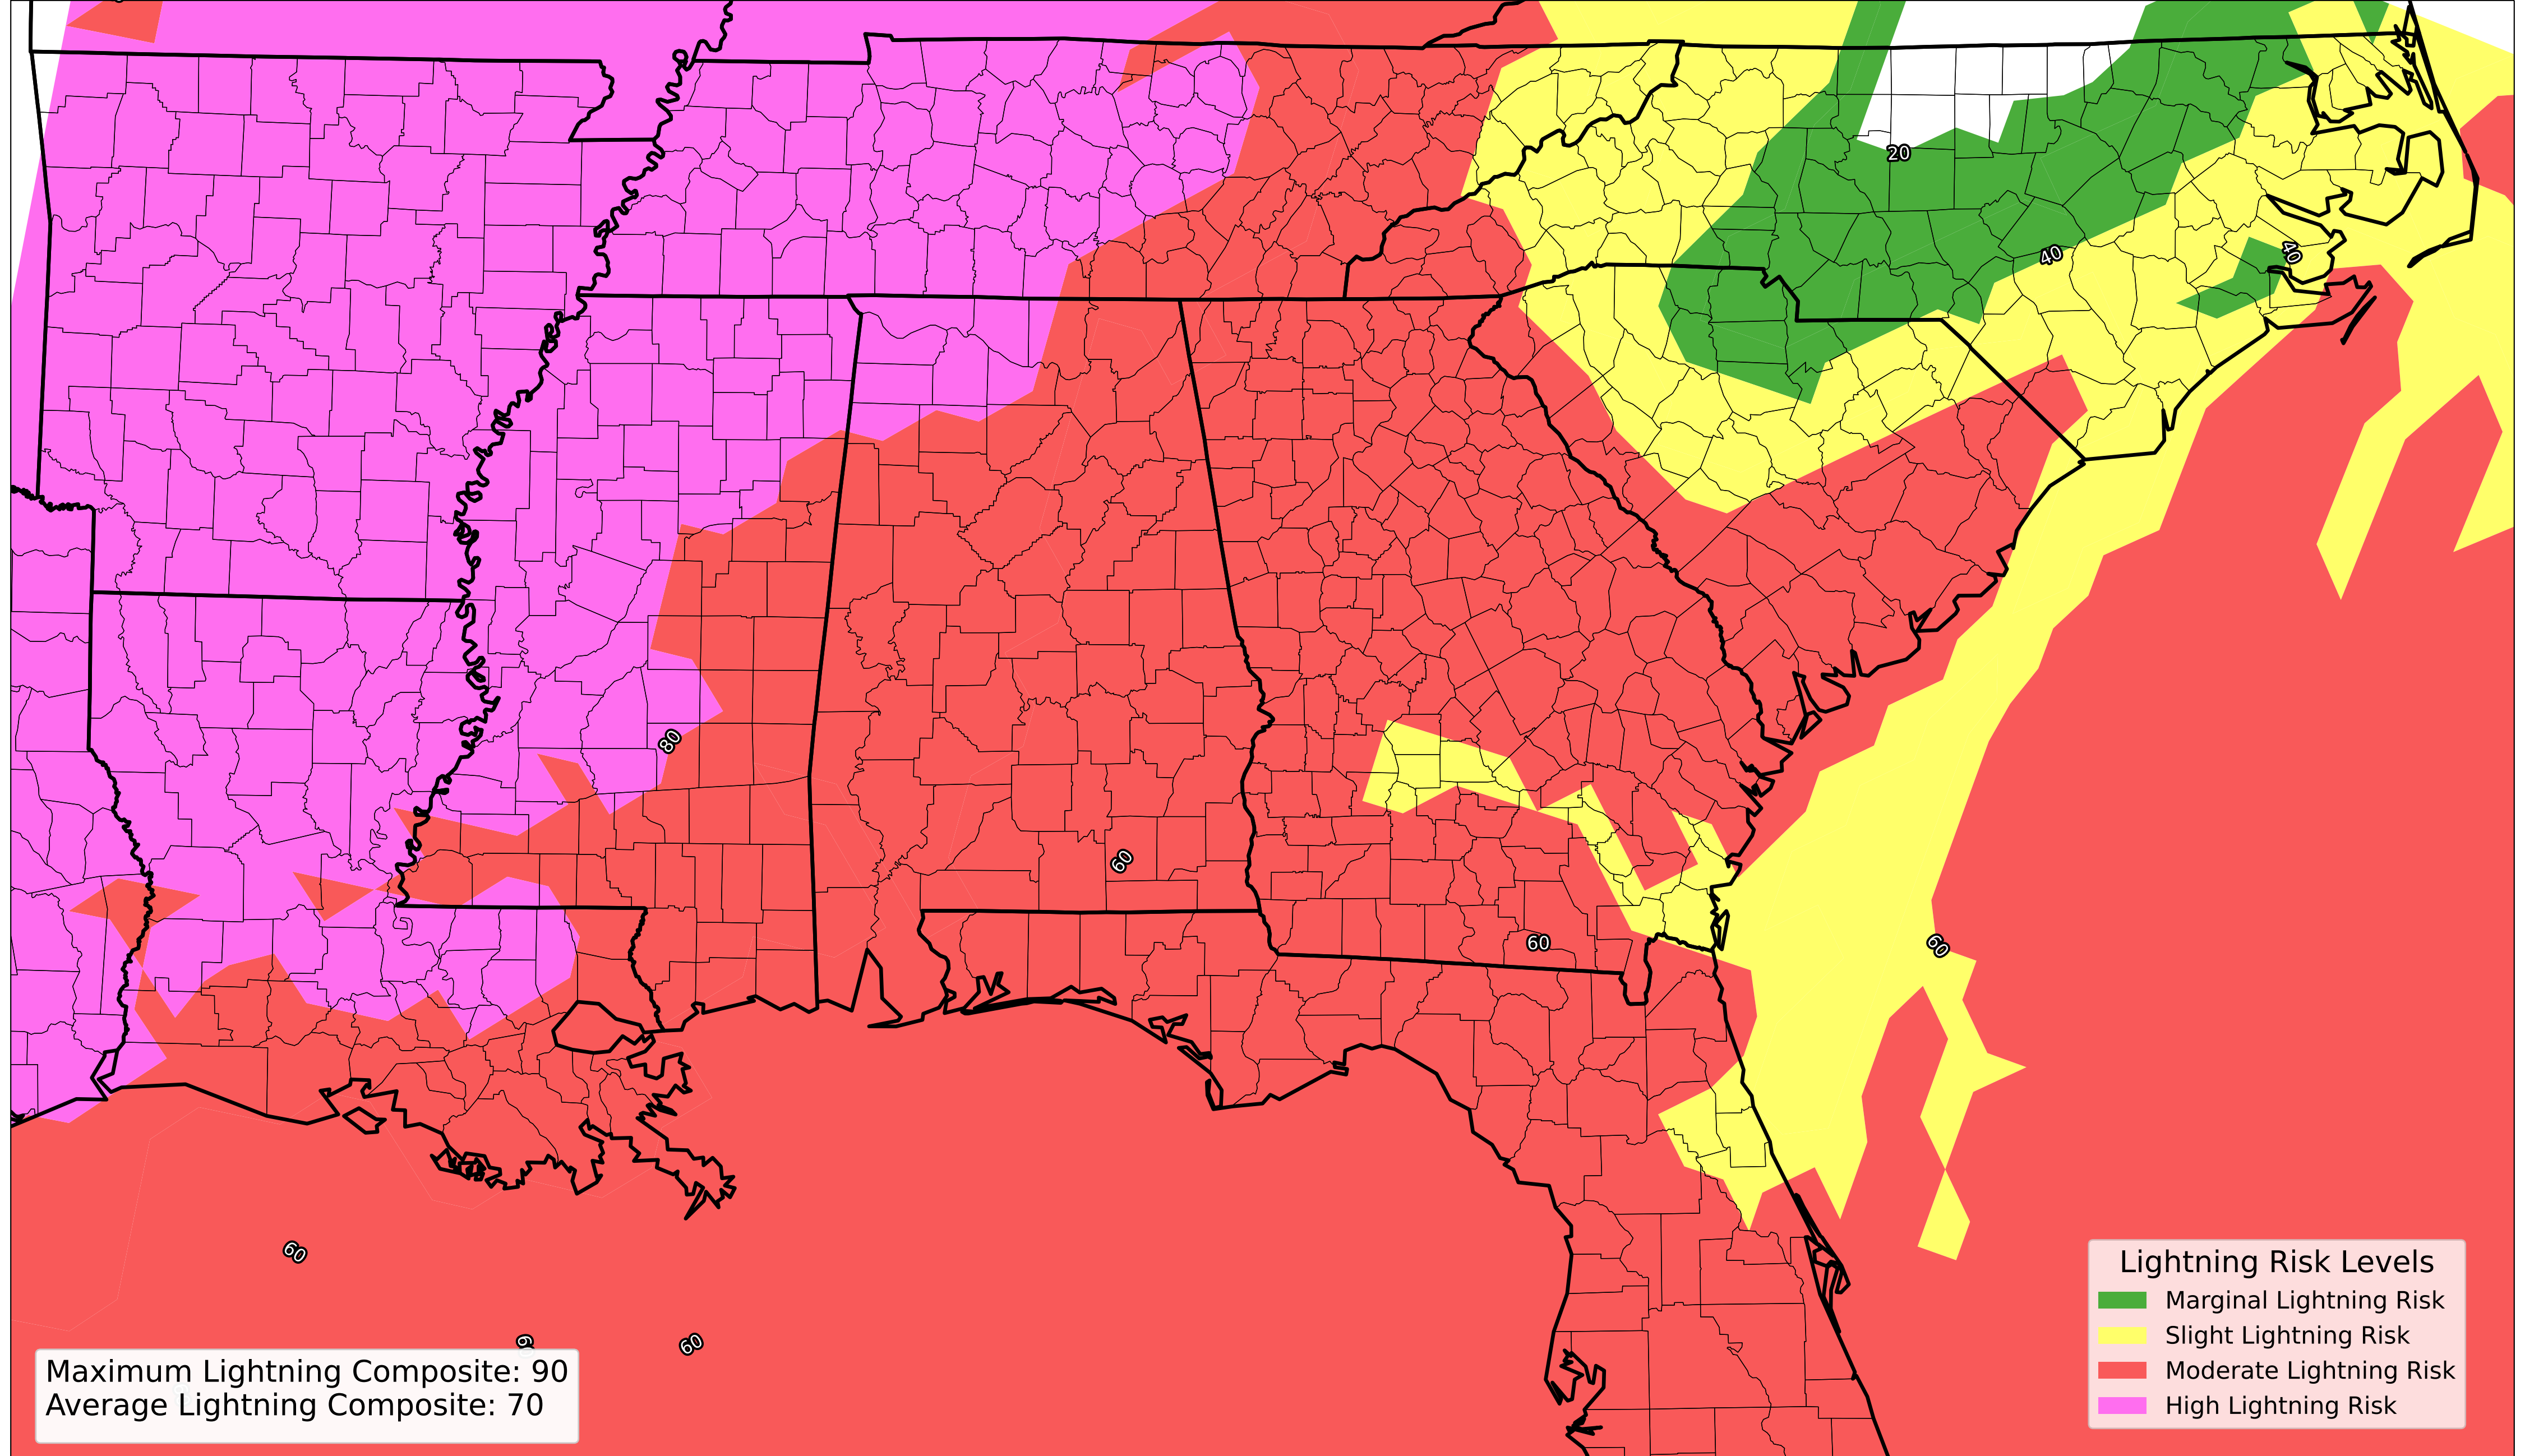 20
40
40
80
60
60
60
60
60
60
Lightning Risk Levels
Marginal Lightning Risk
Slight Lightning Risk
Moderate Lightning Risk
High Lightning Risk
Maximum Lightning Composite: 90
Average Lightning Composite: 70